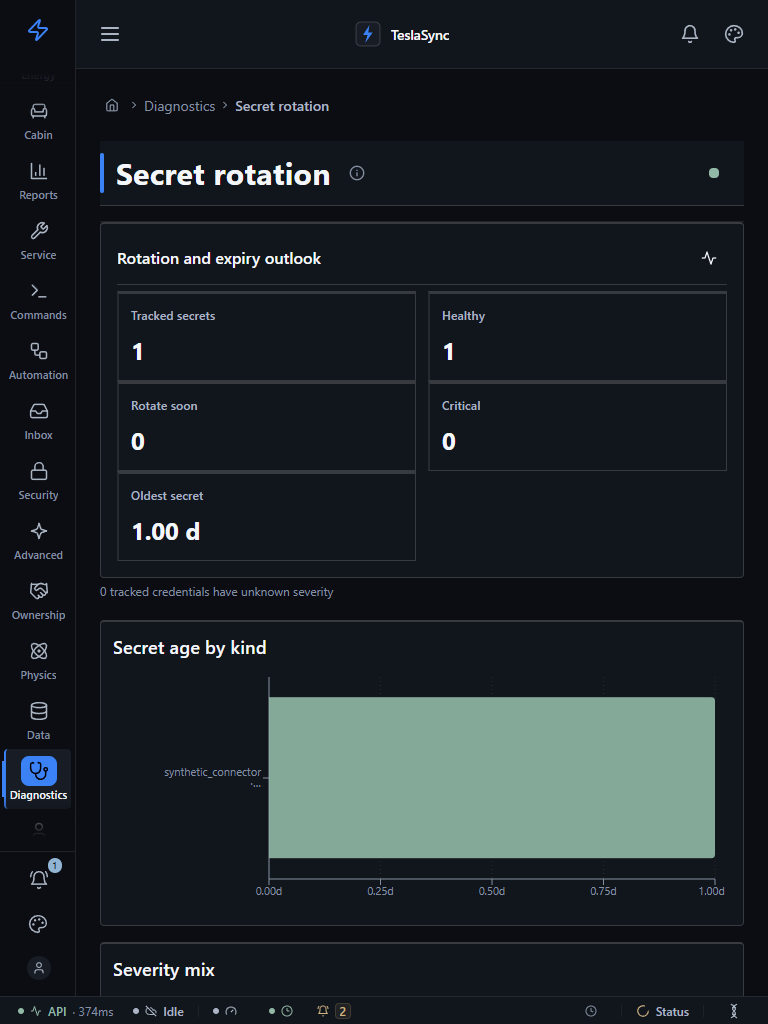 TeslaSync
Cabin
Reports
Service
Commands
Automation
Inbox
Security
Advanced
Ownership
Physics
Data
Diagnostics
1
Diagnostics
Secret rotation
Secret rotation
Rotation and expiry outlook
Tracked secrets
1
Healthy
1
Rotate soon
0
Critical
0
Oldest secret
1.00 d
0 tracked credentials have unknown severity
Secret age by kind
synthetic_connector
·...
0.00d 0.25d 0.50d 0.75d 1.00d
Severity mix
API · 374ms
Idle
2
Status